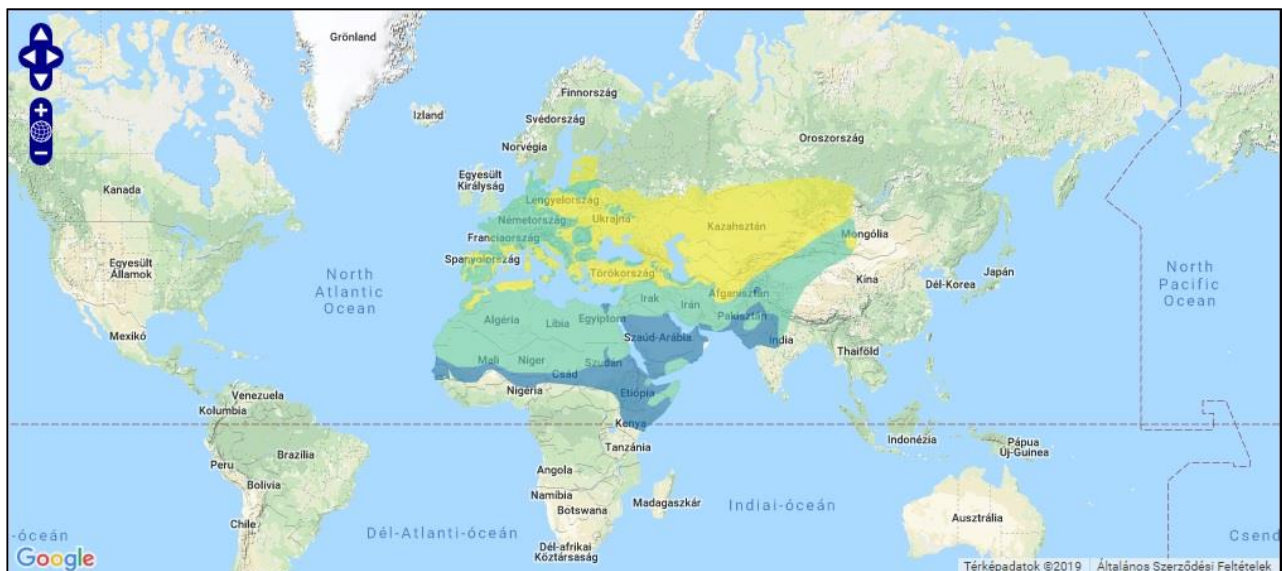 Grönland
Izland
Finnország
Svédország
Norvégia
Oroszország
Egyesült
Királyság
Kanada
Lengyelország
Németország
Ukrajna
Kazahsztán
Franciaország
Mongólia
Spanyolország
Törökország
Egyesült
Államok
North
Atlantic
Ocean
Kína
Japán
Dél-Korea
North
Pacific
Ocean
Afganisztán
Irak
Irán
Pakisztán
Algéria
Líbia
Egyiptom
Szaúd-Arábia
India
Mexikó
Mali
Niger
Csád
Szudán
Thaiföld
Nigéria
Etiópia
Venezuela
Kolumbia
Kenya
Tanzánia
Indonézia
Pápua
Új-Guinea
Peru
Brazília
Bolivia
Angola
Namíbia
Botswana
Madagaszkár
Indiai-óceán
Ausztrália
Chile
Dél-Atlanti-óceán
Dél-afrikai
Köztársaság
-óceán
Csend
Google
Térképadatok ©2019
Általános Szerződési Feltételek